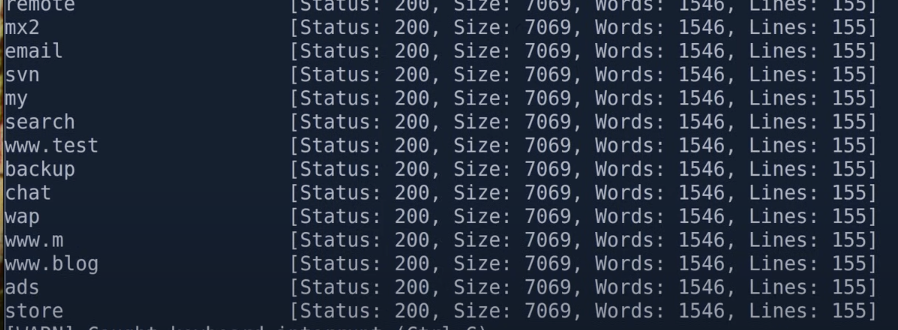 remote [Status: 200, Size: 7069, Words: 1546, Lines: 155]
mx2 [Status: 200, Size: 7069, Words: 1546, Lines: 155]
email [Status: 200, Size: 7069, Words: 1546, Lines: 155]
svn [Status: 200, Size: 7069, Words: 1546, Lines: 155]
my [Status: 200, Size: 7069, Words: 1546, Lines: 155]
search [Status: 200, Size: 7069, Words: 1546, Lines: 155]
www.test [Status: 200, Size: 7069, Words: 1546, Lines: 155]
backup [Status: 200, Size: 7069, Words: 1546, Lines: 155]
chat [Status: 200, Size: 7069, Words: 1546, Lines: 155]
wap [Status: 200, Size: 7069, Words: 1546, Lines: 155]
www.m [Status: 200, Size: 7069, Words: 1546, Lines: 155]
www.blog [Status: 200, Size: 7069, Words: 1546, Lines: 155]
ads [Status: 200, Size: 7069, Words: 1546, Lines: 155]
store [Status: 200, Size: 7069, Words: 1546, Lines: 155]
[WARN] Caught keyboard interrupt (Ctrl-C)